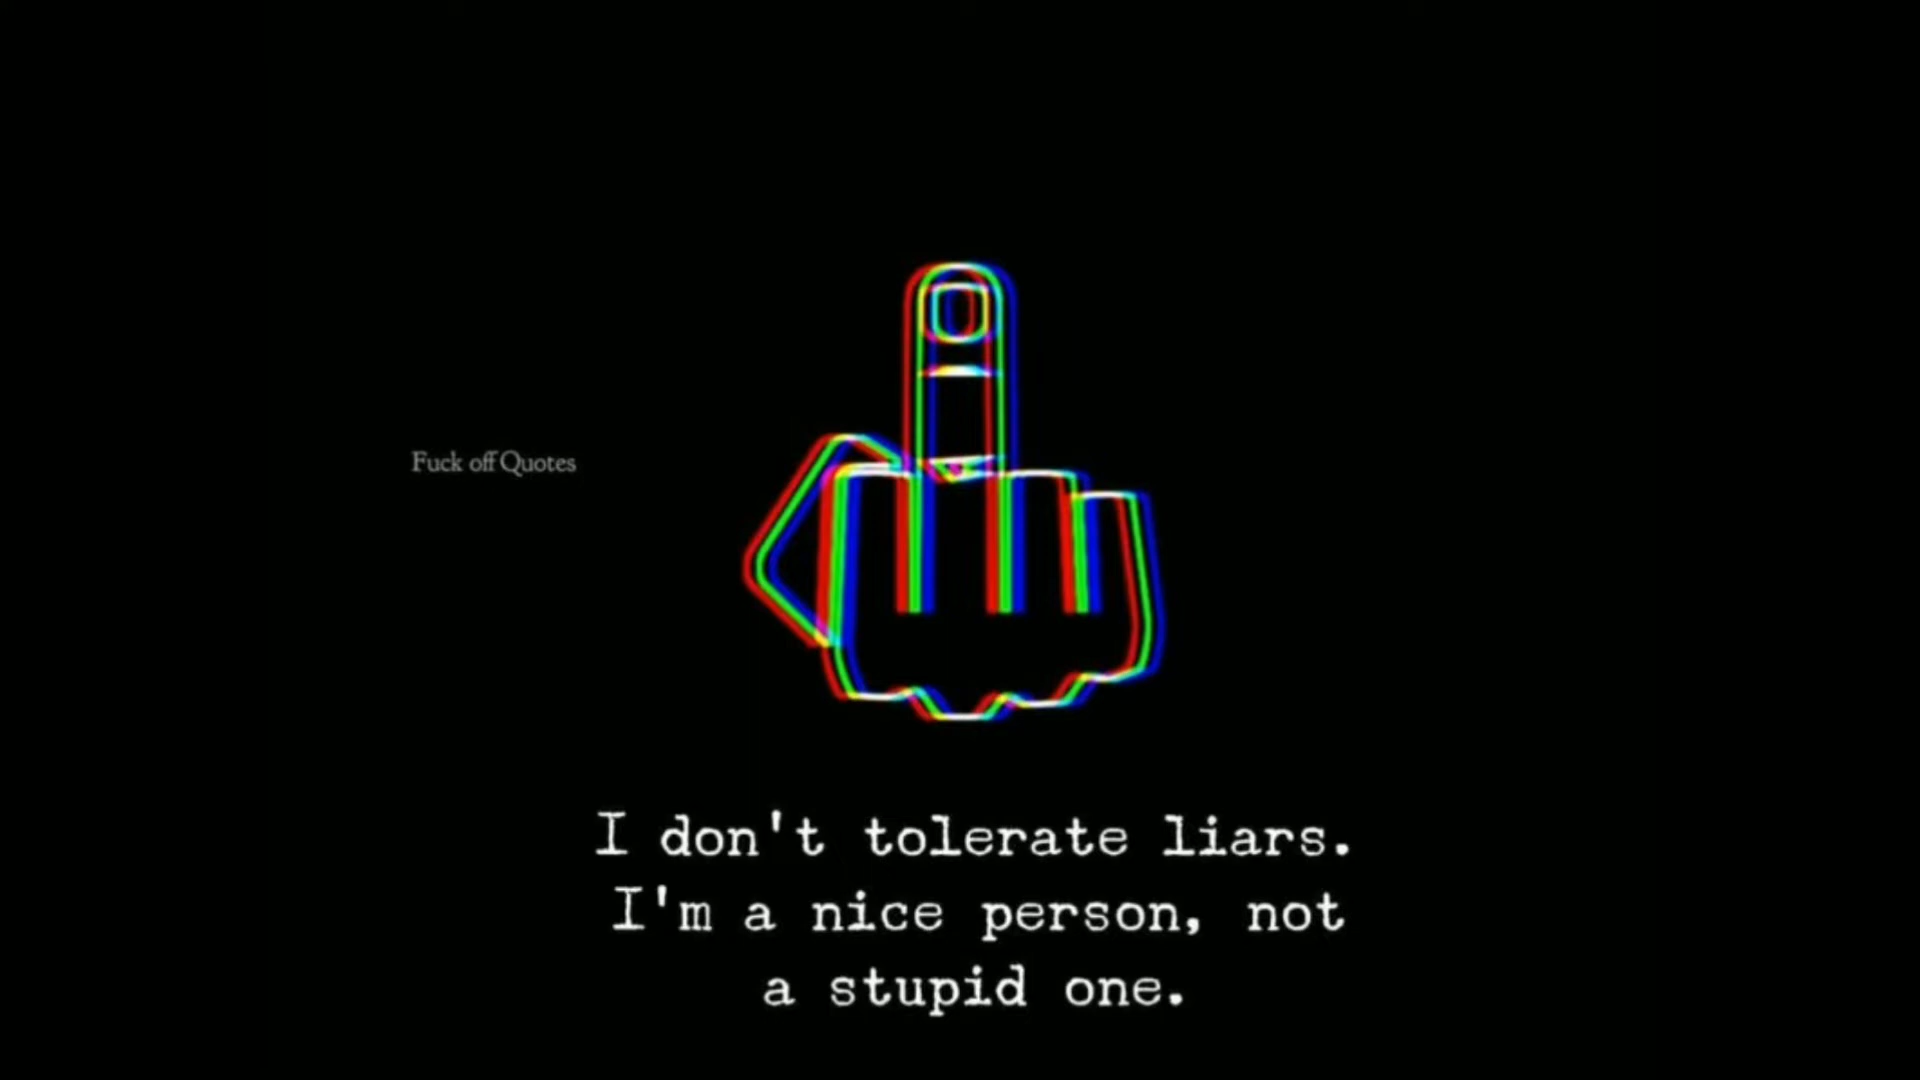 Fuck off Quotes
I don't tolerate liars.
I'm a nice person, not
a stupid one.